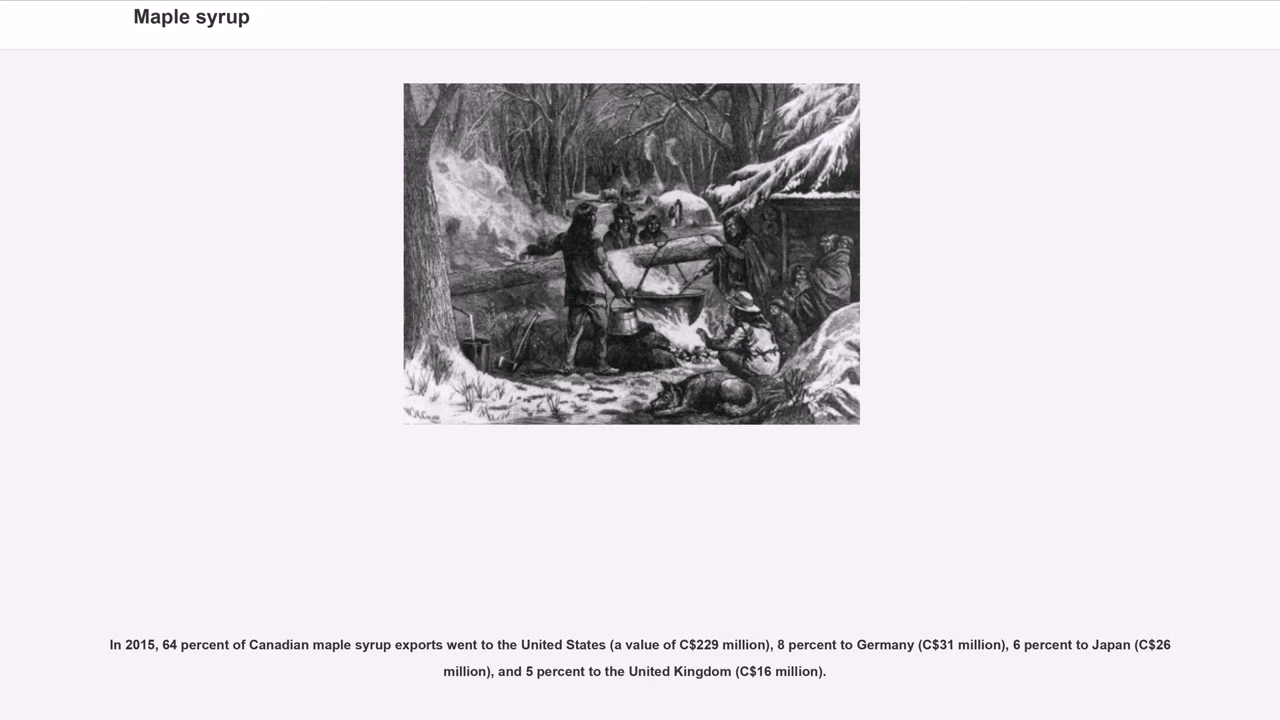 Maple syrup
In 2015, 64 percent of Canadian maple syrup exports went to the United States (a value of C$229 million), 8 percent to Germany (C$31 million), 6 percent to Japan (C$26
million), and 5 percent to the United Kingdom (C$16 million).